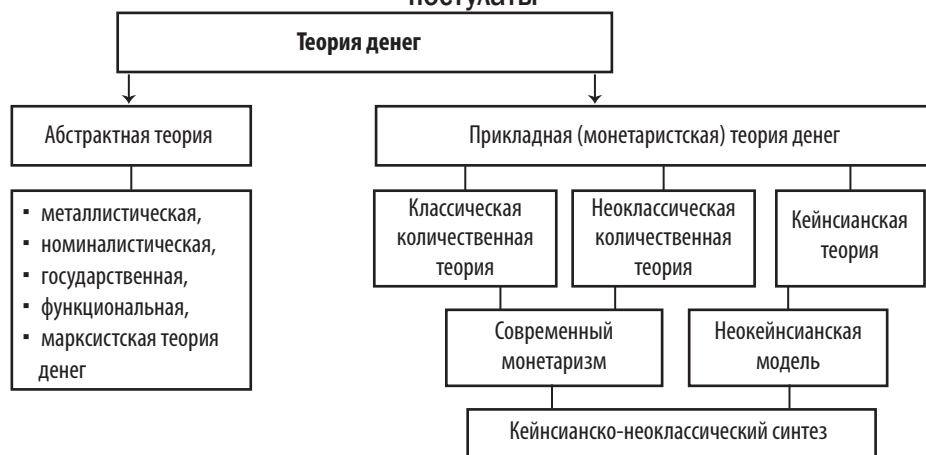 постулаты
Теория денег
Абстрактная теория
Прикладная (монетаристская) теория денег
▪ металлистическая,
▪ номиналистическая,
▪ государственная,
▪ функциональная,
▪ марксистская теория
денег
Классическая
количественная
теория
Неоклассическая
количественная
теория
Кейнсианская
теория
Современный
монетаризм
Неокейнсианская
модель
Кейнсианско-неоклассический синтез